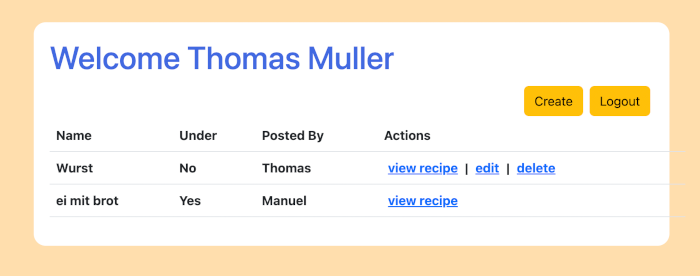 Welcome Thomas Muller
Create Logout
Name Under Posted By Actions
Wurst No Thomas view recipe | edit | delete
ei mit brot Yes Manuel view recipe